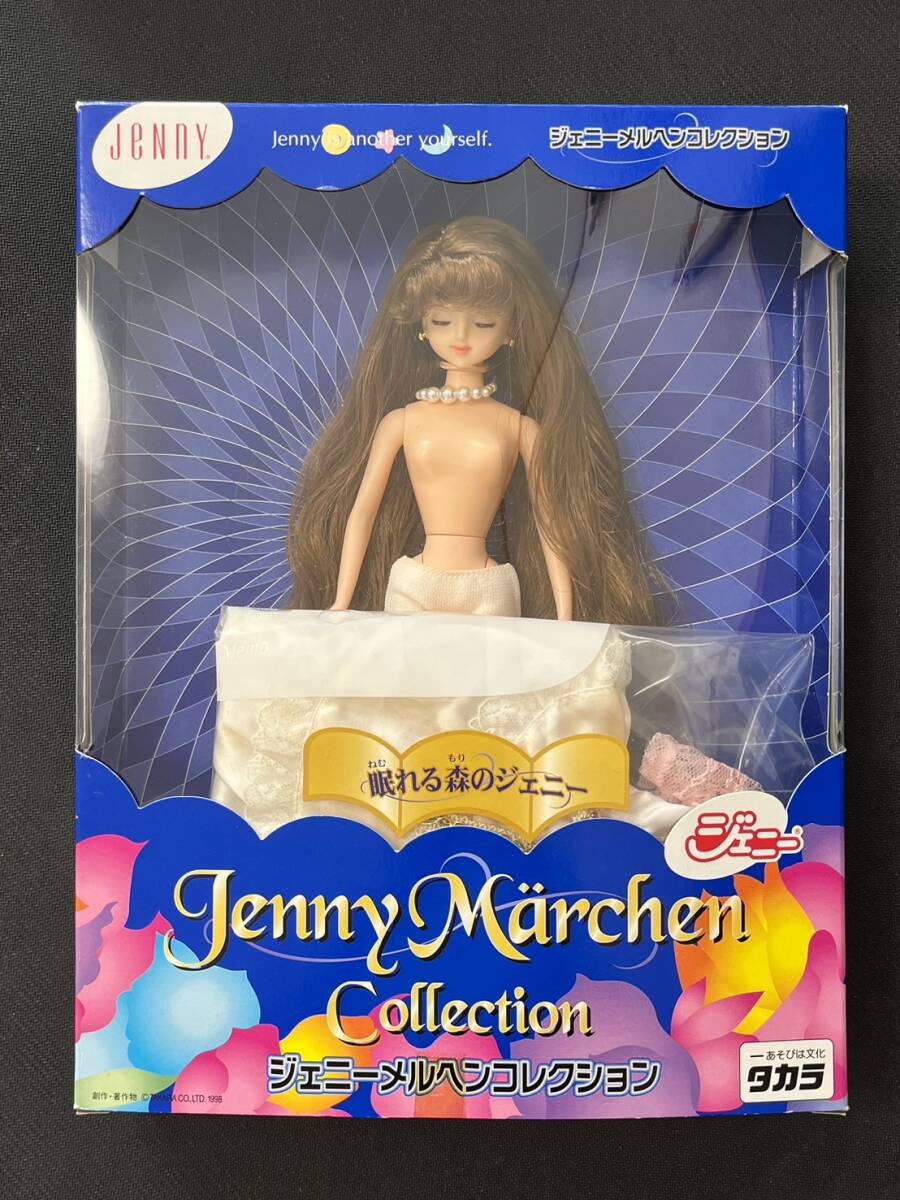 JENNY®
Jenny is another yourself.
ジェニーメルヘンコレクション
Memo
眠れる森のジェニー
ねむ もり
ジェニー®
Jenny Märchen
Collection
ジェニーメルヘンコレクション
あそびは文化
タカラ
創作・著作物 ©TAKARA CO.,LTD. 1998